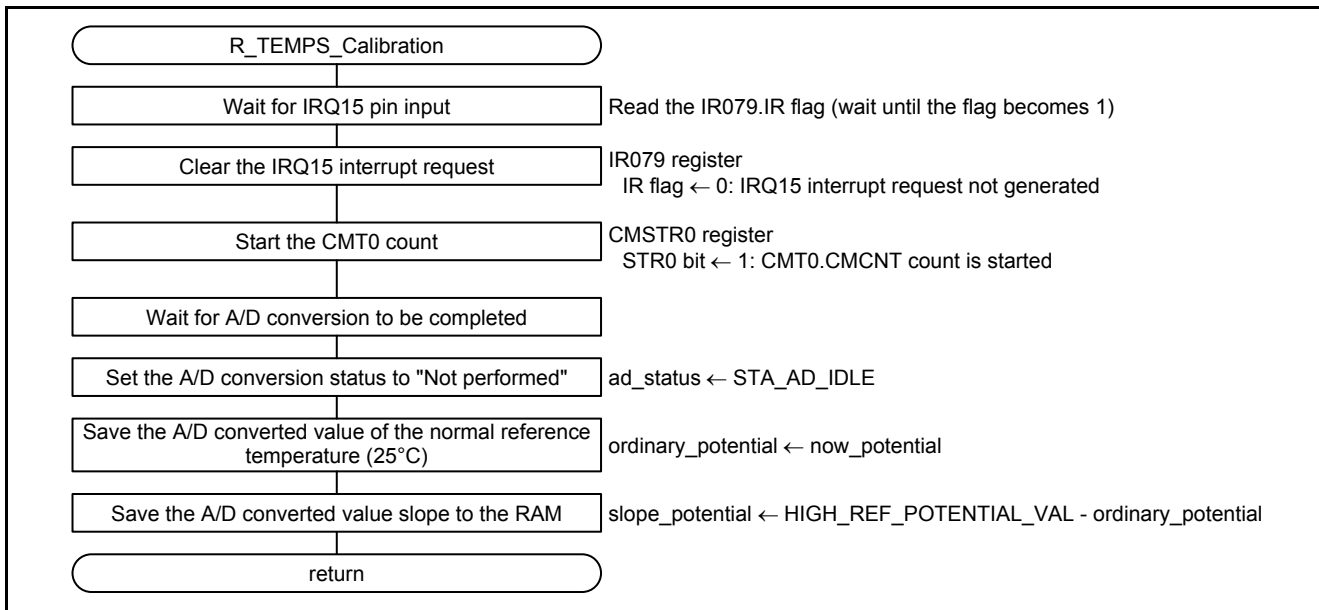 R_TEMPS_Calibration
Wait for IRQ15 pin input
Read the IR079.IR flag (wait until the flag becomes 1)
Clear the IRQ15 interrupt request
IR079 register
IR flag ← 0: IRQ15 interrupt request not generated
Start the CMT0 count
CMSTR0 register
STR0 bit ← 1: CMT0.CMCNT count is started
Wait for A/D conversion to be completed
Set the A/D conversion status to "Not performed"
ad_status ← STA_AD_IDLE
Save the A/D converted value of the normal reference
temperature (25°C)
ordinary_potential ← now_potential
Save the A/D converted value slope to the RAM
slope_potential ← HIGH_REF_POTENTIAL_VAL - ordinary_potential
return